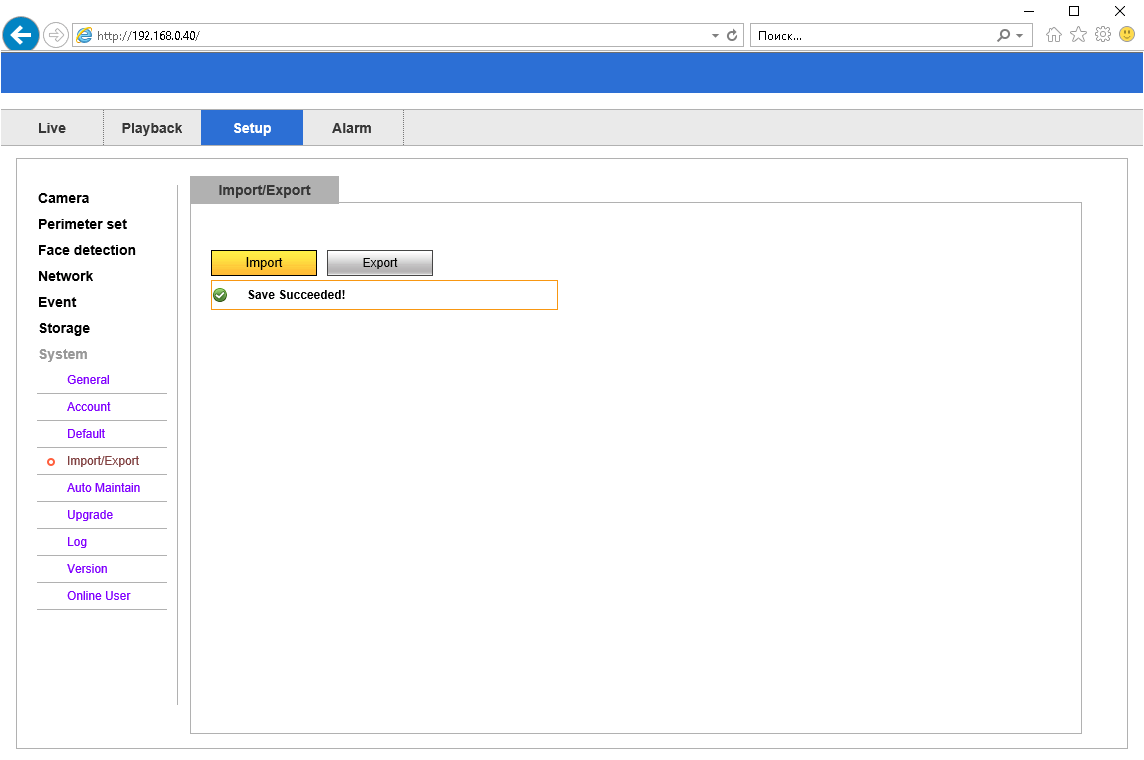 http://192.168.0.40/
Поиск...
Live Playback Setup Alarm
Import/Export
Camera
Perimeter set
Face detection
Network
Event
Storage
System
General
Account
Default
Import/Export
Auto Maintain
Upgrade
Log
Version
Online User
Import Export
Save Succeeded!